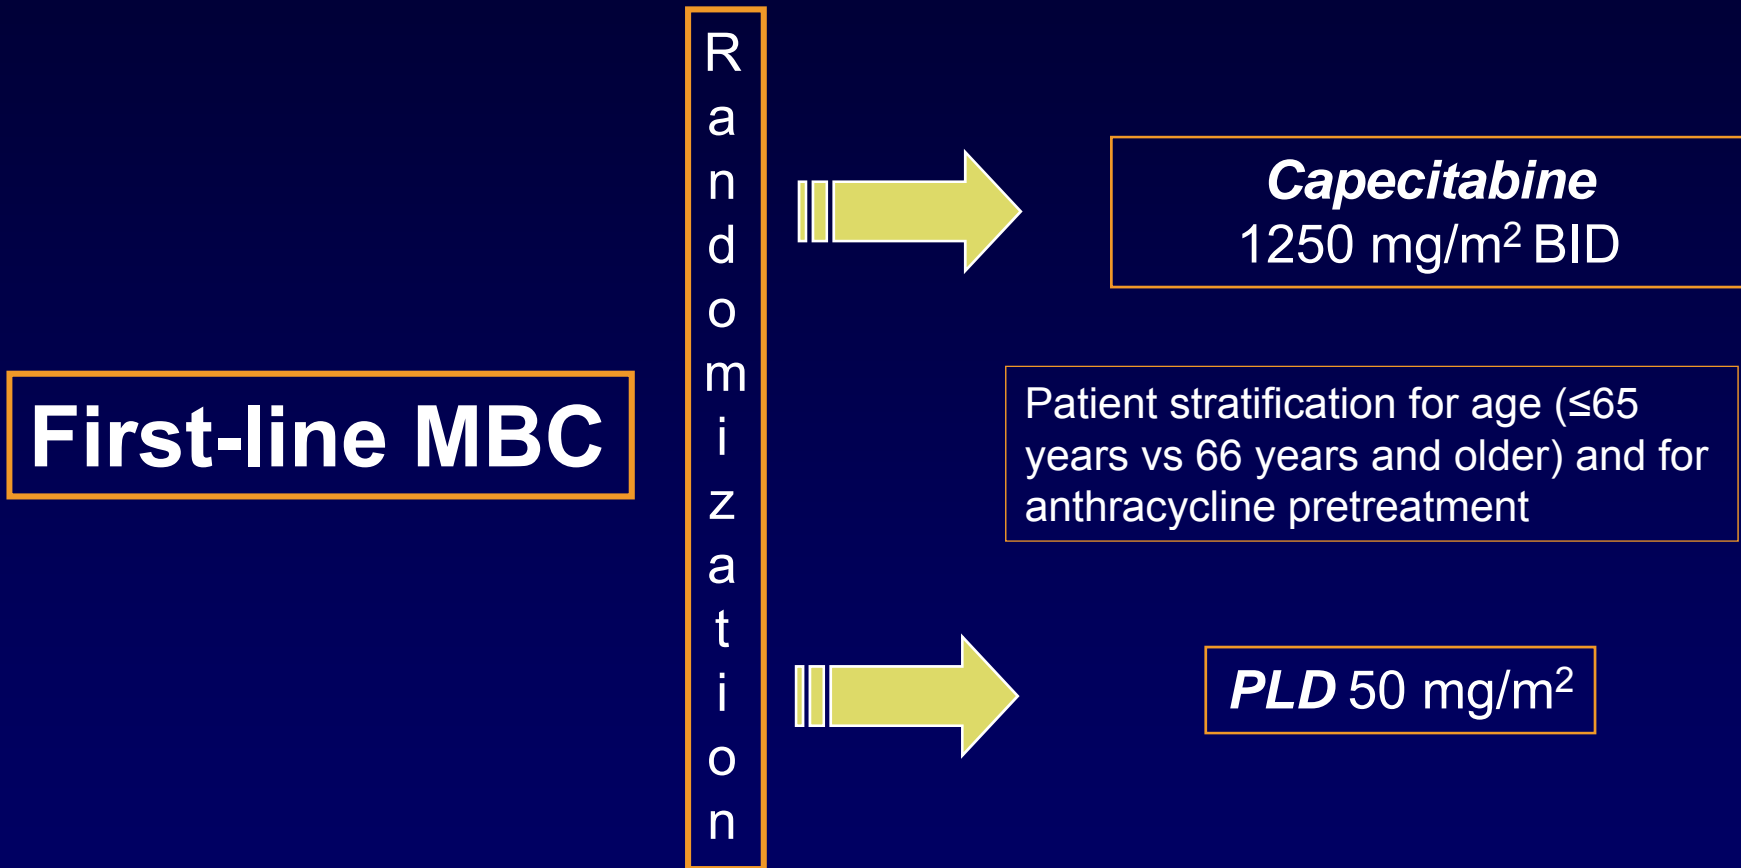 First-line MBC
Randomization
Capecitabine
1250 mg/m² BID
Patient stratification for age (≤65
years vs 66 years and older) and for
anthracycline pretreatment
PLD 50 mg/m²